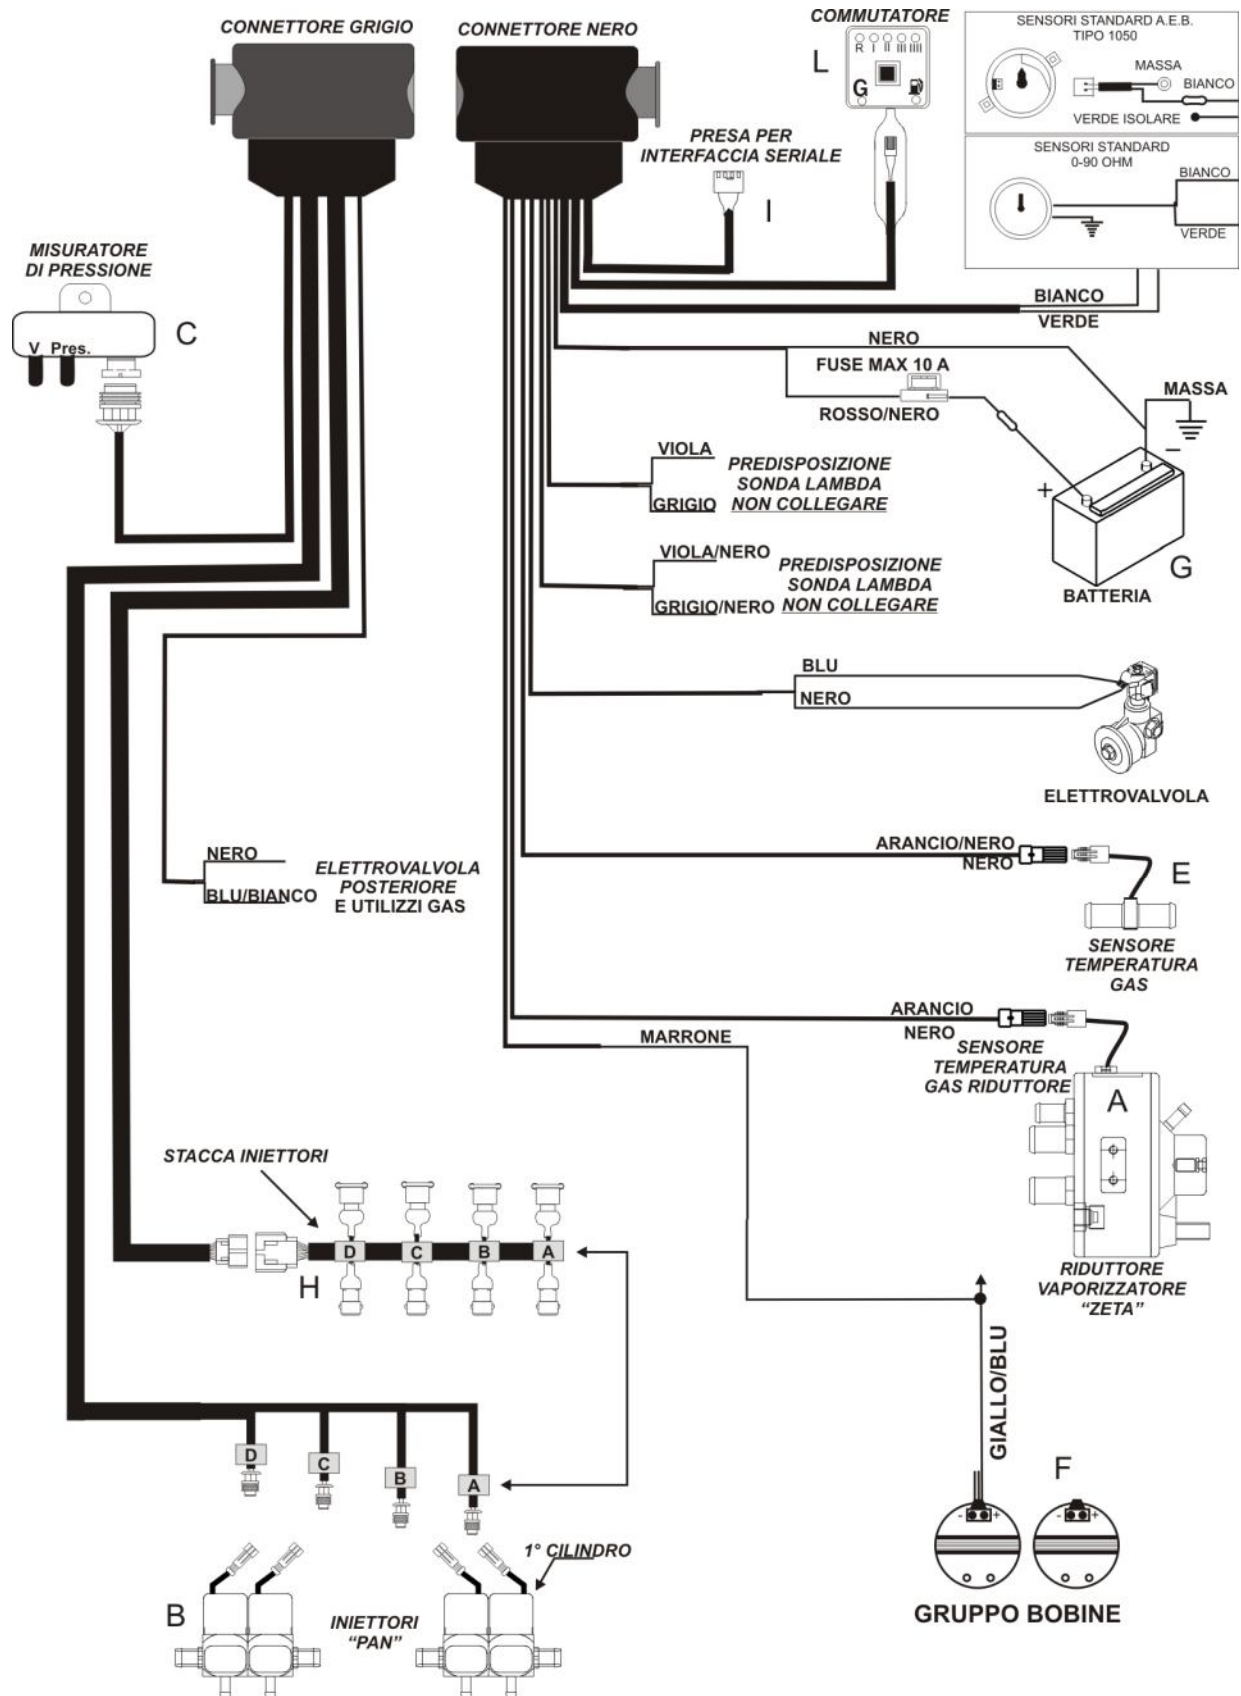 CONNETTORE GRIGIO
CONNETTORE NERO
COMMUTATORE
L
R I II III IIII
G
SENSORI STANDARD A.E.B.
TIPO 1050
MASSA
BIANCO
VERDE ISOLARE
SENSORI STANDARD
0-90 OHM
BIANCO
VERDE
PRESA PER
INTERFACCIA SERIALE
I
MISURATORE
DI PRESSIONE
V Pres.
C
BIANCO
VERDE
NERO
FUSE MAX 10 A
ROSSO/NERO
MASSA
+
-
G
BATTERIA
VIOLA
GRIGIO
PREDISPOSIZIONE
SONDA LAMBDA
NON COLLEGARE
VIOLA/NERO
GRIGIO/NERO
PREDISPOSIZIONE
SONDA LAMBDA
NON COLLEGARE
BLU
NERO
ELETTROVALVOLA
NERO
BLU/BIANCO
ELETTROVALVOLA
POSTERIORE
E UTILIZZI GAS
ARANCIO/NERO
NERO
E
SENSORE
TEMPERATURA
GAS
ARANCIO
NERO
MARRONE
SENSORE
TEMPERATURA
GAS RIDUTTORE
A
RIDUTTORE
VAPORIZZATORE
“ZETA”
STACCA INIETTORI
D C B A
H
GIALLO/BLU
D
C
B
A
F
- +
- +
GRUPPO BOBINE
1° CILINDRO
B
INIETTORI
“PAN”